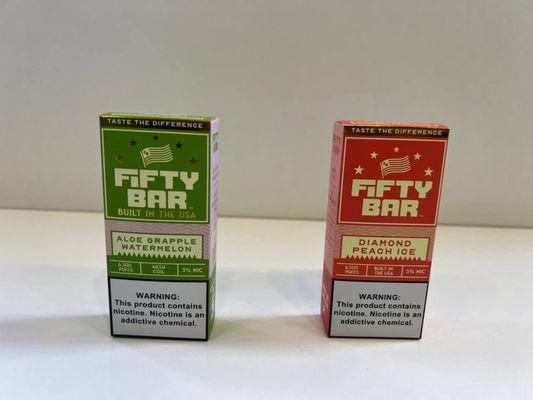 TASTE THE DIFFERENCE
FiFTY
BAR™
BUILT IN THE USA
ALOE GRAPPLE
WATERMELON
6,500 PUFFS
MESH COIL
5% NIC
WARNING:
This product contains
nicotine. Nicotine is an
addictive chemical.
TASTE THE DIFFERENCE
FiFTY
BAR™
DIAMOND
PEACH ICE
6,500 PUFFS
BUILT IN THE USA
5% NIC
WARNING:
This product contains
nicotine. Nicotine is an
addictive chemical.